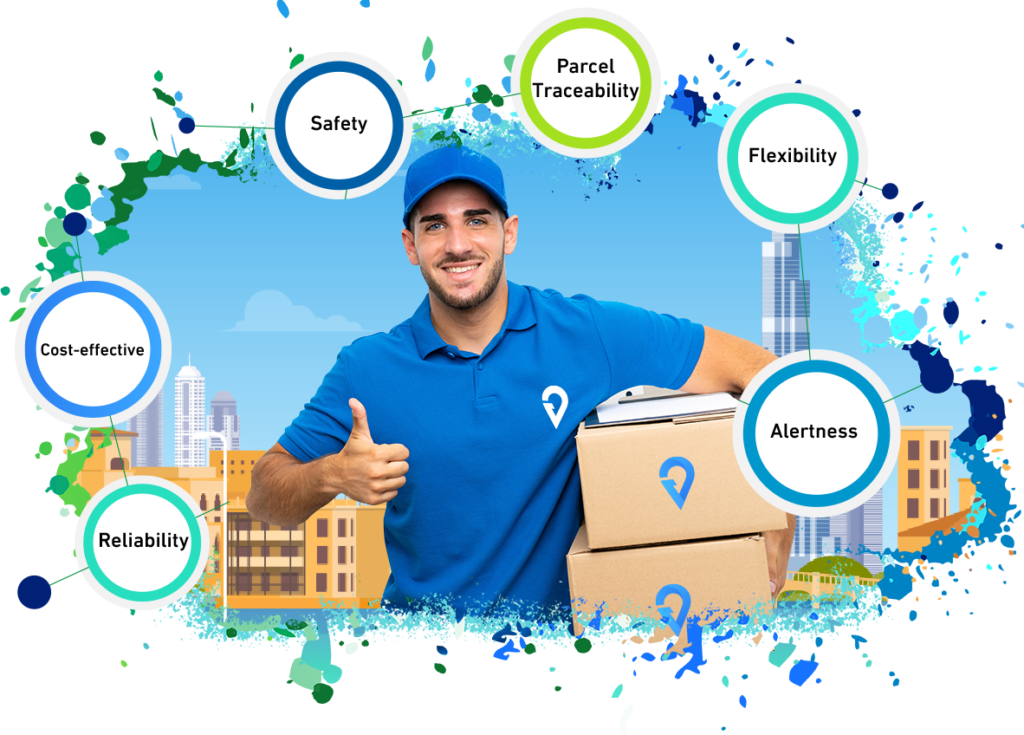 Parcel
Traceability
Safety
Flexibility
Cost-effective
Alertness
Reliability